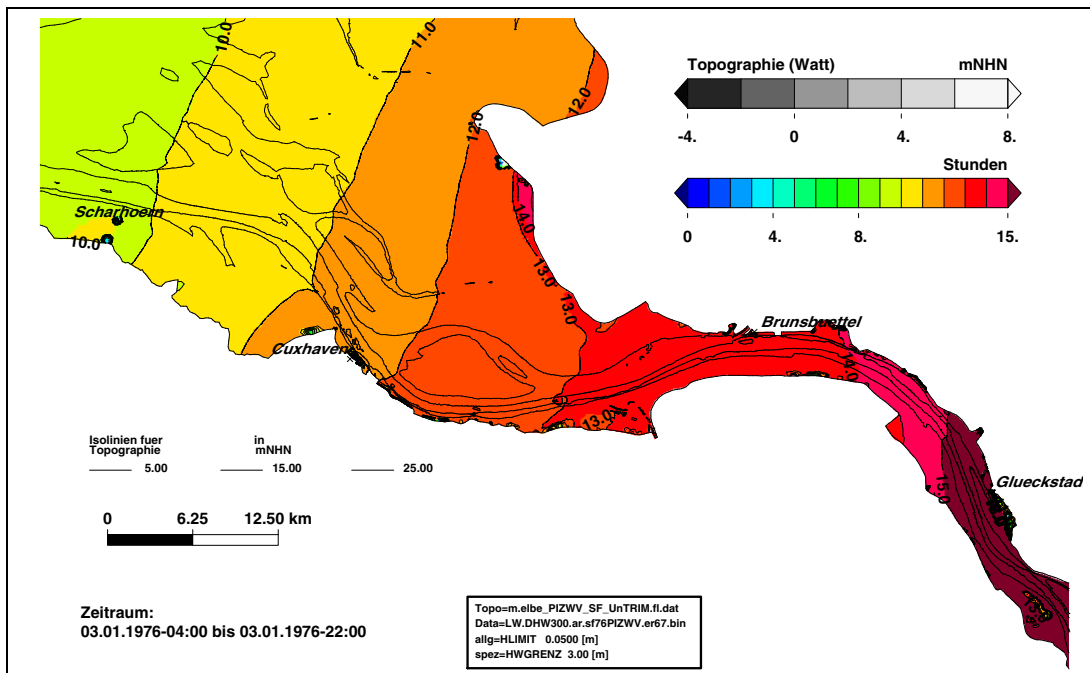 10.0
11.0
12.0
12.0
Topographie (Watt) mNHN
-4. 0 4. 8.
Stunden
0 4. 8. 15.
Scharhoern
10.0
14.0
13.0
13.0
Brunsbuettel
Cuxhaven
14.0
13.0
Isolinien fuer in
Topographie mNHN
5.00 15.00 25.00
15.0
Glueckstad
0 6.25 12.50 km
Zeitraum:
03.01.1976-04:00 bis 03.01.1976-22:00
Topo=m.elbe_PIZWV_SF_UnTRIM.fl.dat
Data=LW.DHW300.ar.sf76PIZWV.er67.bin
allg=HLIMIT 0.0500 [m]
spez=HWGRENZ 3.00 [m]